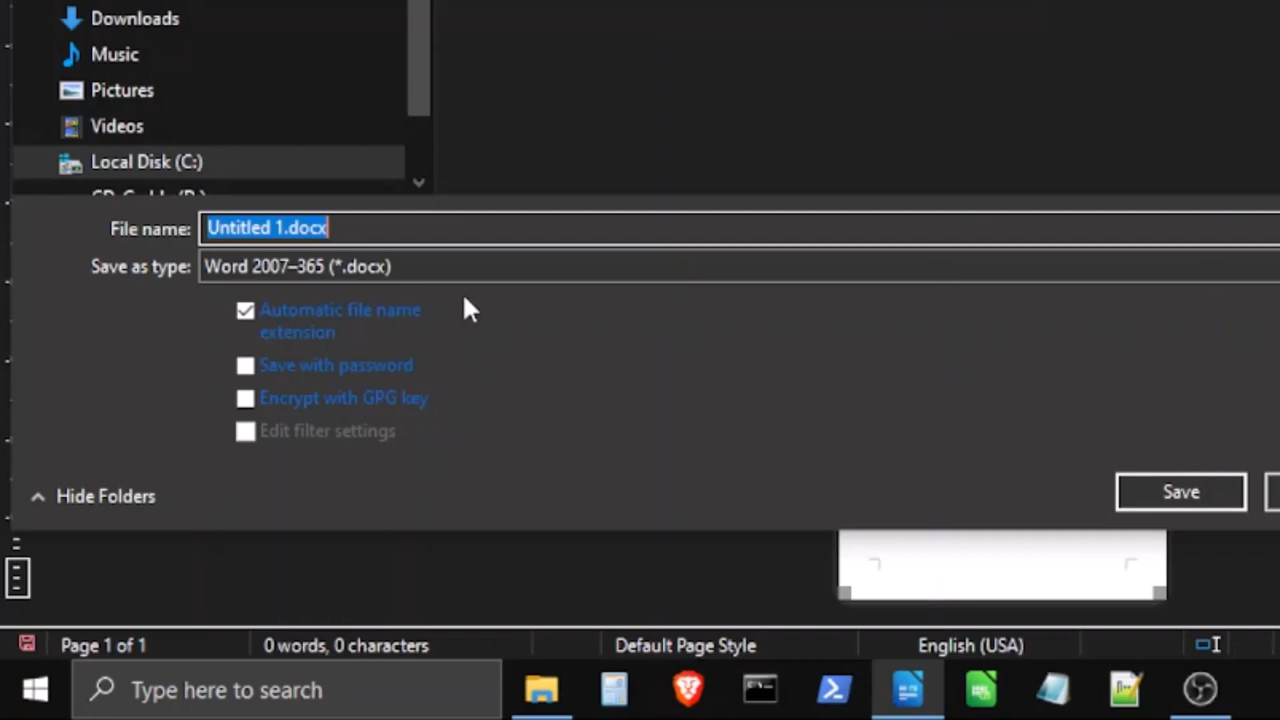 Downloads
Music
Pictures
Videos
Local Disk (C:)
File name: Untitled 1.docx
Save as type: Word 2007–365 (*.docx)
Automatic file name
extension
Save with password
Encrypt with GPG key
Edit filter settings
Hide Folders
Save
Page 1 of 1 0 words, 0 characters Default Page Style English (USA)
Type here to search